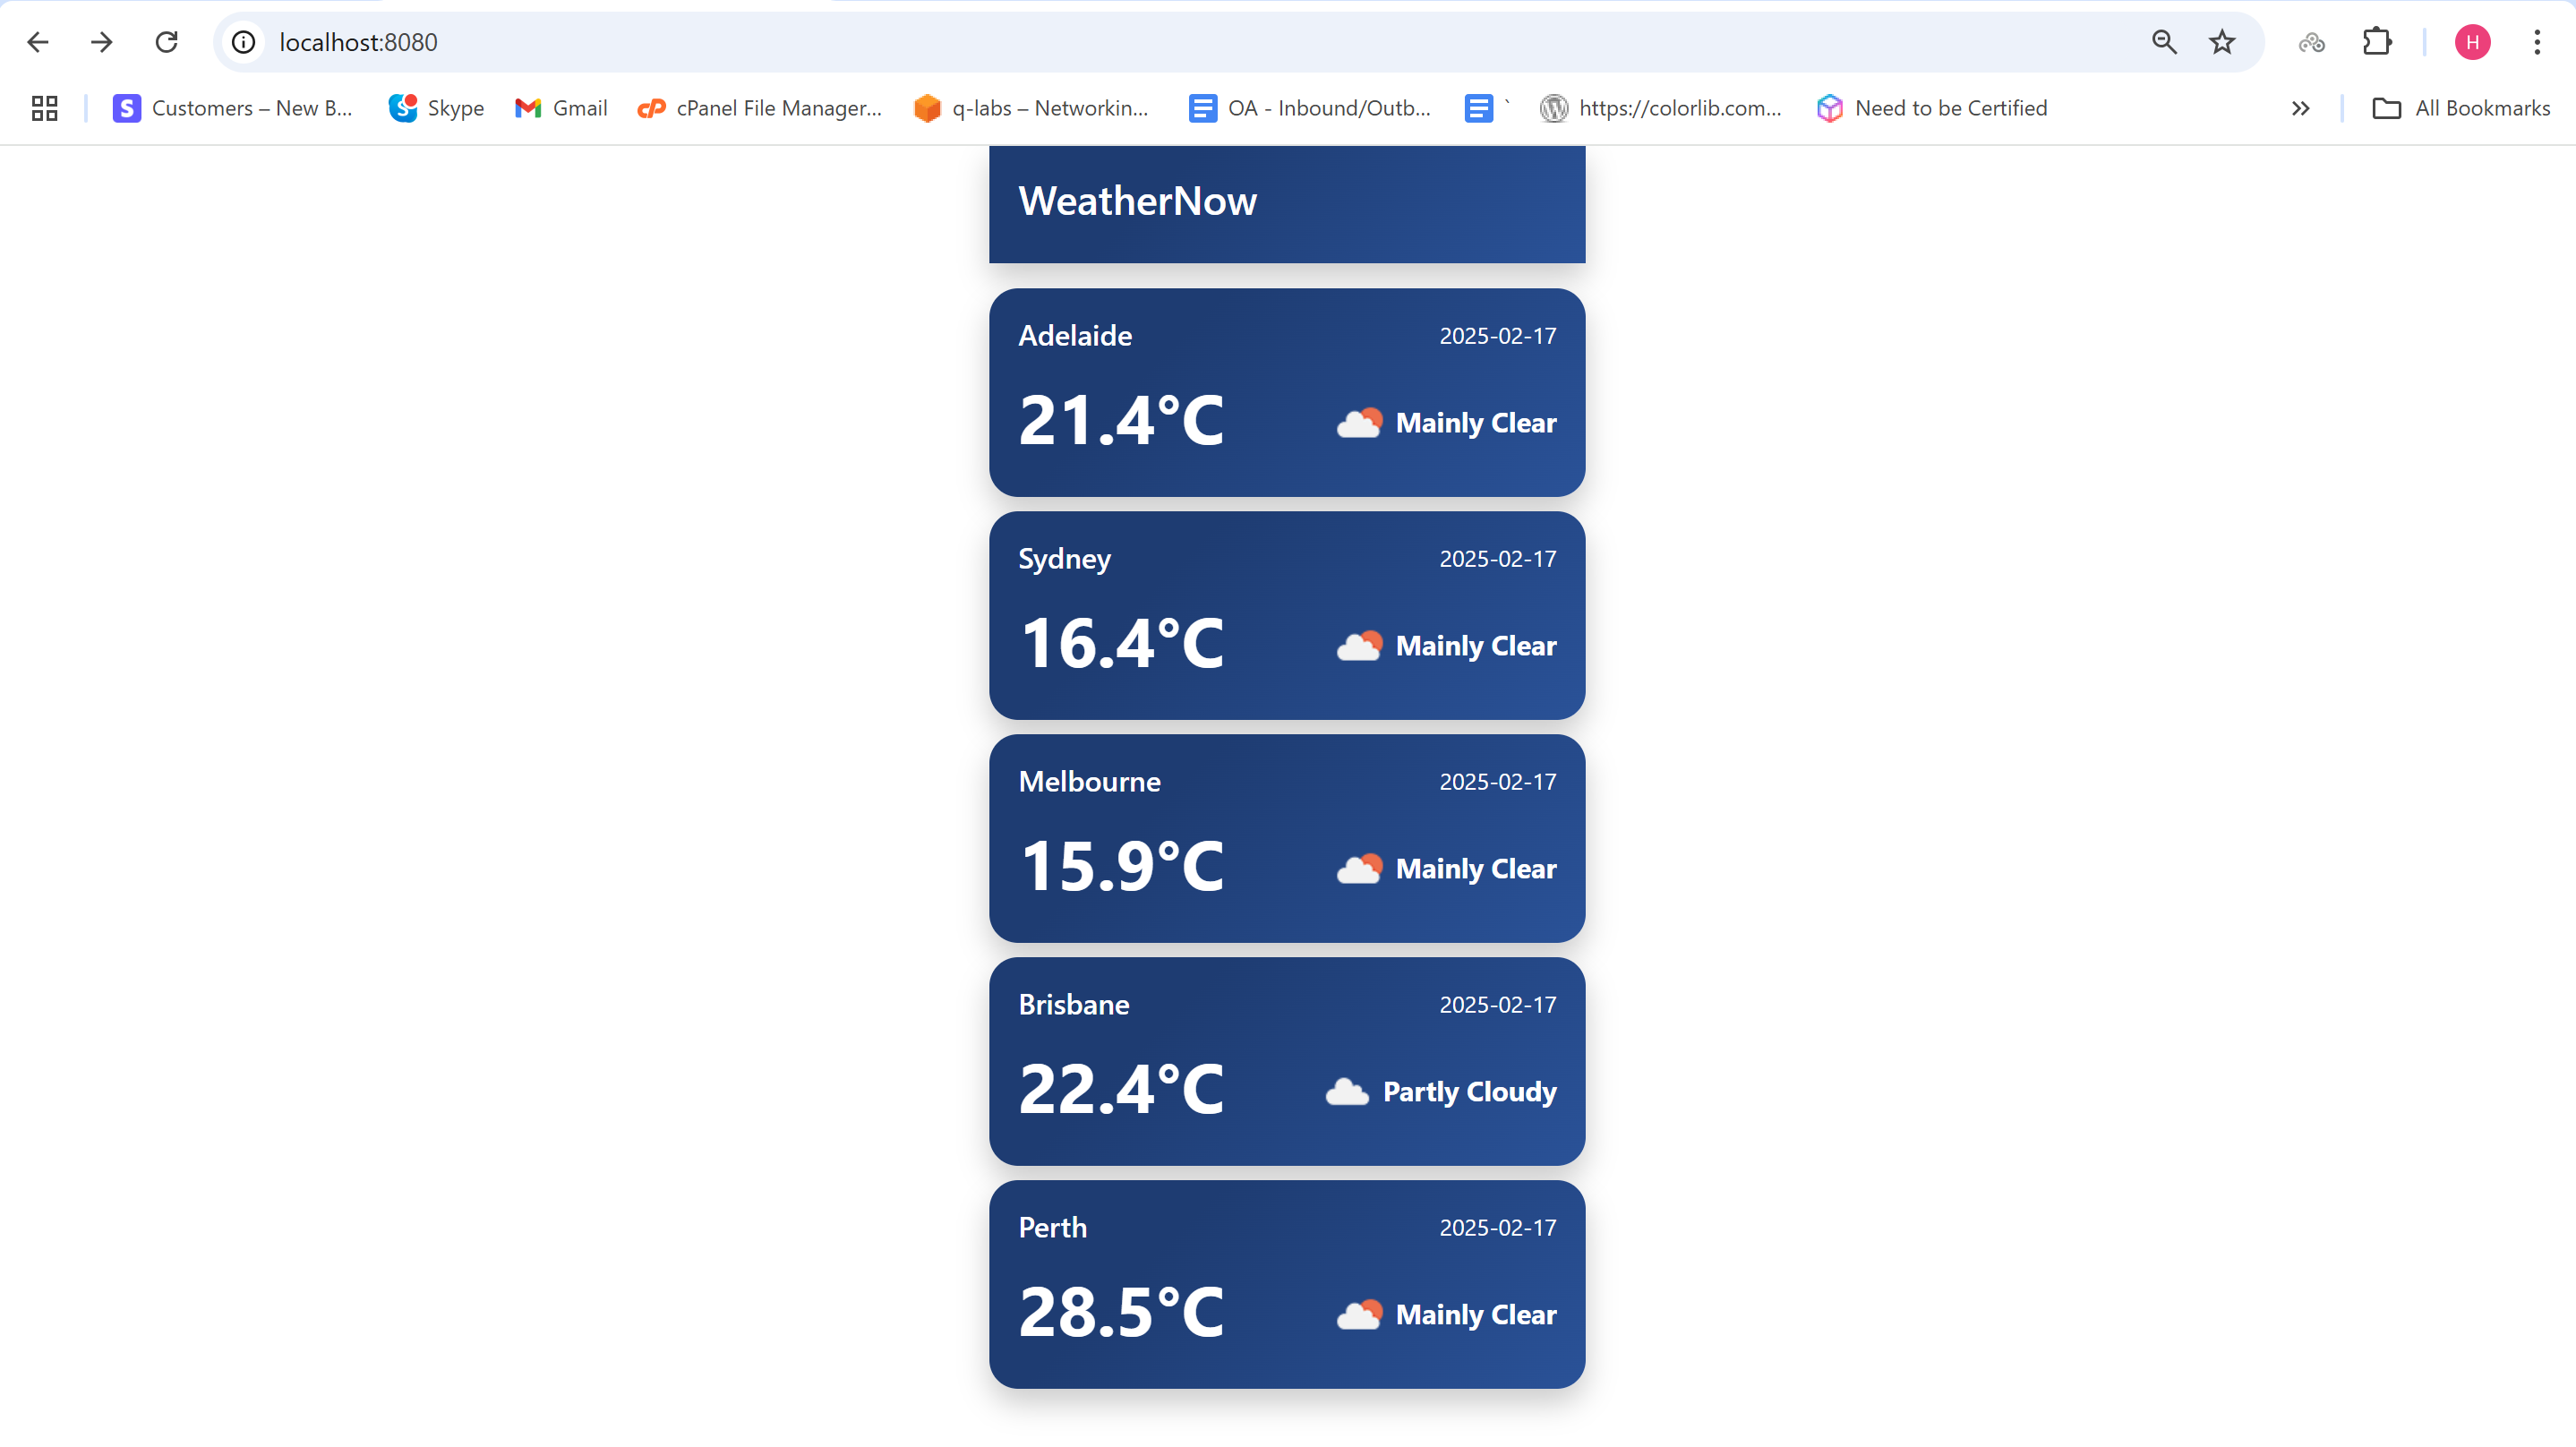 localhost:8080
H
Customers – New B...
Skype
Gmail
cPanel File Manager...
q-labs – Networkin...
OA - Inbound/Outb...
`
https://colorlib.com...
Need to be Certified
All Bookmarks
WeatherNow
Adelaide 2025-02-17
21.4°C Mainly Clear
Sydney 2025-02-17
16.4°C Mainly Clear
Melbourne 2025-02-17
15.9°C Mainly Clear
Brisbane 2025-02-17
22.4°C Partly Cloudy
Perth 2025-02-17
28.5°C Mainly Clear